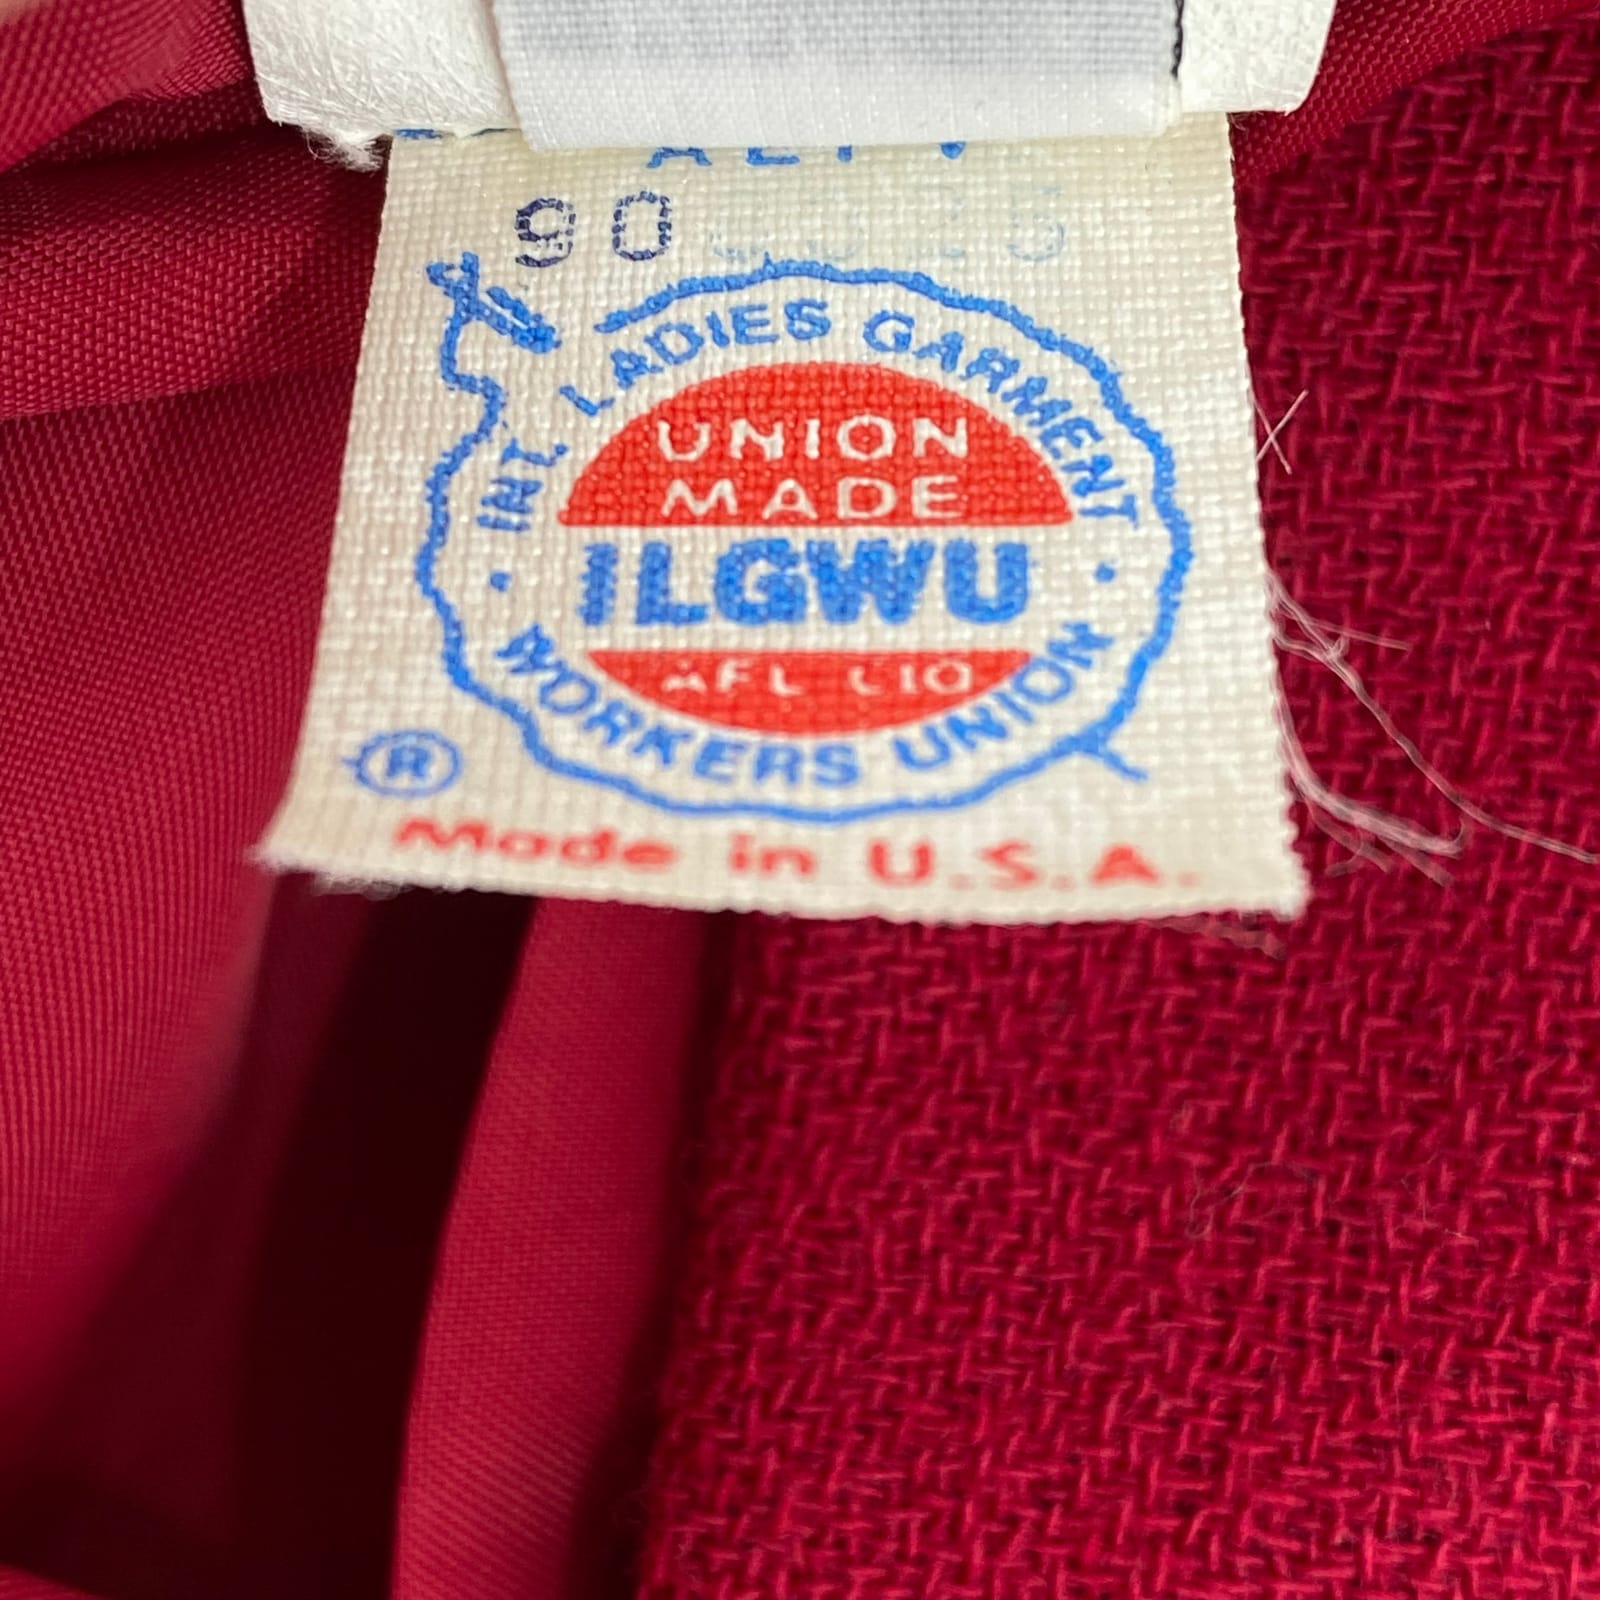 90
INT. LADIES GARMENT
UNION
MADE
ILGWU
AFL CIO
WORKERS UNION
®
Made in U.S.A.